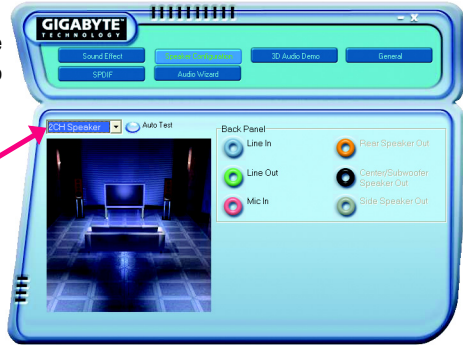 GIGABYTE
TECHNOLOGY
Sound Effect
Speaker Configuration
3D Audio Demo
General
SPDIF
Audio Wizard
2CH Speaker
Auto Test
Back Panel
Line In
Rear Speaker Out
Line Out
Center/Subwoofer
Speaker Out
Mic In
Side Speaker Out